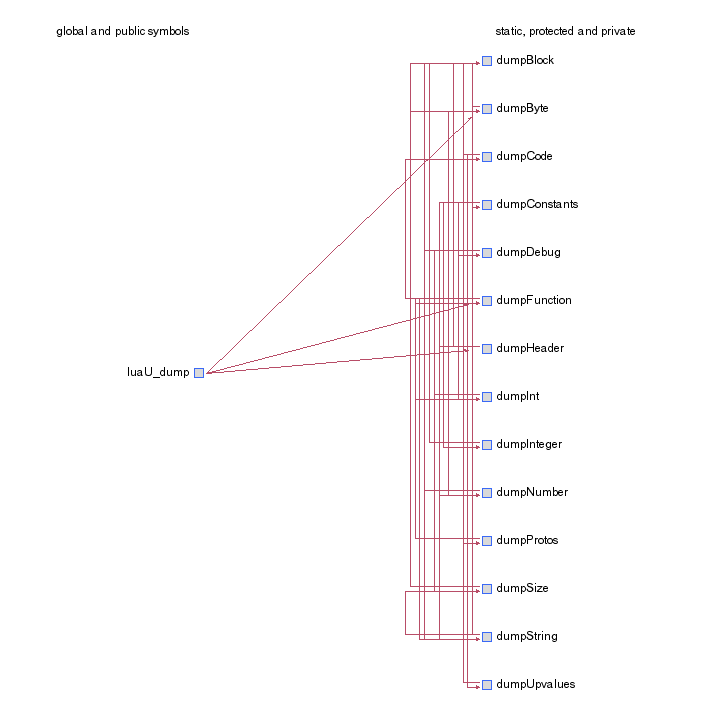 global and public symbols
static, protected and private
dumpBlock
dumpByte
dumpCode
dumpConstants
dumpDebug
dumpFunction
dumpHeader
luaU_dump
dumpInt
dumpInteger
dumpNumber
dumpProtos
dumpSize
dumpString
dumpUpvalues